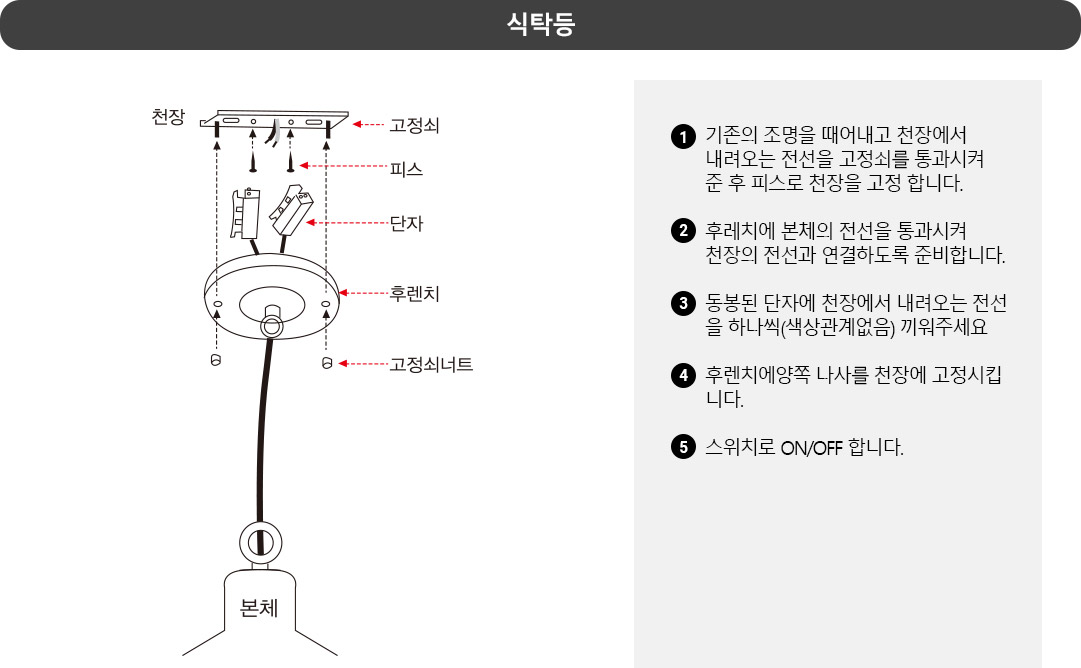 식탁등
천장
고정쇠
피스
단자
후렌치
고정쇠너트
본체
1 기존의 조명을 때어내고 천장에서
내려오는 전선을 고정쇠를 통과시켜
준 후 피스로 천장을 고정 합니다.
2 후레치에 본체의 전선을 통과시켜
천장의 전선과 연결하도록 준비합니다.
3 동봉된 단자에 천장에서 내려오는 전선
을 하나씩(색상관계없음) 끼워주세요
4 후렌치에양쪽 나사를 천장에 고정시킵
니다.
5 스위치로 ON/OFF 합니다.